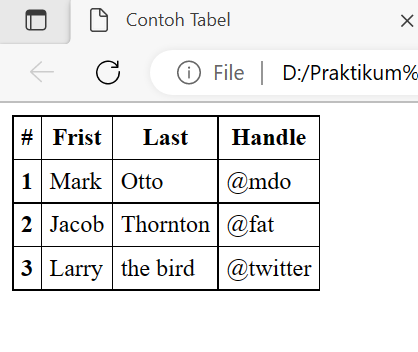 Contoh Tabel
File | D:/Praktikum%
# Frist Last Handle
1 Mark Otto @mdo
2 Jacob Thornton @fat
3 Larry the bird @twitter